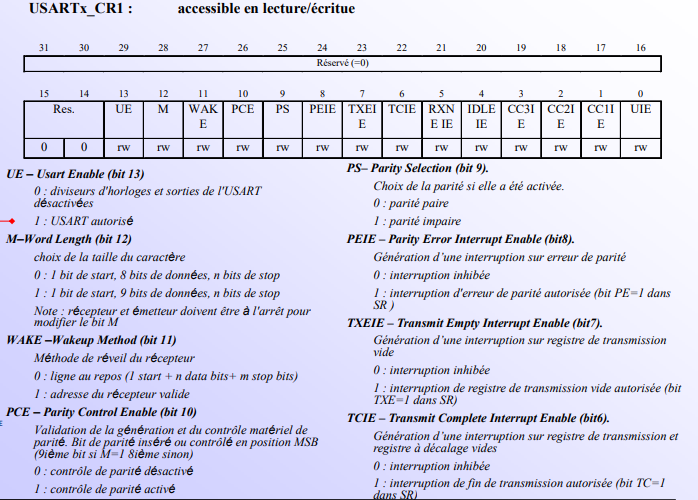 USARTx_CR1 : accessible en lecture/écritue
31 30 29 28 27 26 25 24 23 22 21 20 19 18 17 16
Réservé (=0)
15 14 13 12 11 10 9 8 7 6 5 4 3 2 1 0
Res. UE M WAK PCE PS PEIE TXEI TCIE RXN IDLE CC3I CC2I CC1I UIE
E E E IE IE E E E
0 0 rw rw rw rw rw rw rw rw rw rw rw rw rw rw
UE – Usart Enable (bit 13)
0 : diviseurs d'horloges et sorties de l'USART
désactivées
1 : USART autorisé
M–Word Length (bit 12)
choix de la taille du caractère
0 : 1 bit de start, 8 bits de données, n bits de stop
1 : 1 bit de start, 9 bits de données, n bits de stop
Note : récepteur et émetteur doivent être à l'arrêt pour
modifier le bit M
WAKE –Wakeup Method (bit 11)
Méthode de réveil du récepteur
0 : ligne au repos (1 start + n data bits+ m stop bits)
1 : adresse du récepteur valide
PCE – Parity Control Enable (bit 10)
Validation de la génération et du contrôle matériel de
parité. Bit de parité inséré ou contrôlé en position MSB
(9ième bit si M=1 8ième sinon)
0 : contrôle de parité désactivé
1 : contrôle de parité activé
PS– Parity Selection (bit 9).
Choix de la parité si elle a été activée.
0 : parité paire
1 : parité impaire
PEIE – Parity Error Interrupt Enable (bit8).
Génération d’une interruption sur erreur de parité
0 : interruption inhibée
1 : interruption d'erreur de parité autorisée (bit PE=1 dans
SR )
TXEIE – Transmit Empty Interrupt Enable (bit7).
Génération d’une interruption sur registre de transmission
vide
0 : interruption inhibée
1 : interruption de registre de transmission vide autorisée (bit
TXE=1 dans SR)
TCIE – Transmit Complete Interrupt Enable (bit6).
Génération d’une interruption sur registre de transmission et
registre à décalage vides
0 : interruption inhibée
1 : interruption de fin de transmission autorisée (bit TC=1
dans SR)